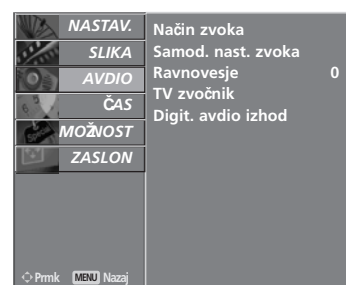 NASTAV.
SLIKA
AVDIO
ČAS
MOŽNOST
ZASLON
Način zvoka
Samod. nast. zvoka
Ravnovesje 0
TV zvočnik
Digit. avdio izhod
Prmk MENU Nazaj